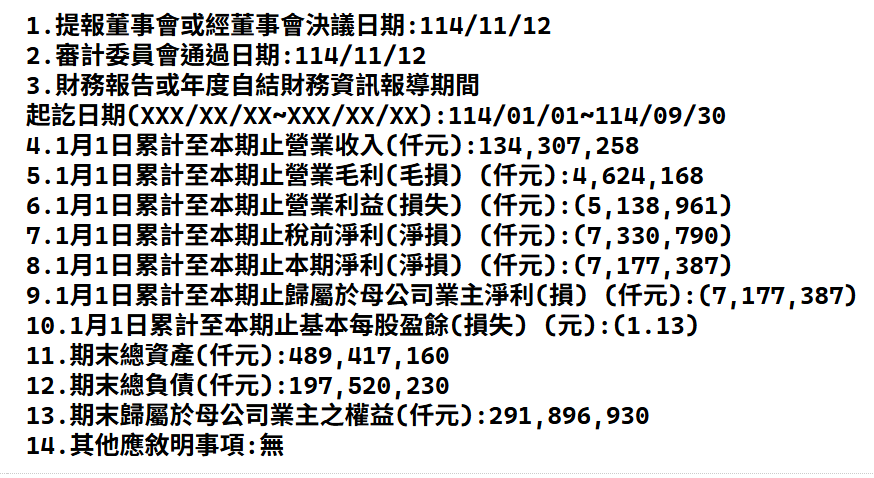 1.提報董事會或經董事會決議日期:114/11/12
2.審計委員會通過日期:114/11/12
3.財務報告或年度自結財務資訊報導期間
起訖日期(XXX/XX/XX~XXX/XX/XX):114/01/01~114/09/30
4.1月1日累計至本期止營業收入(仟元):134,307,258
5.1月1日累計至本期止營業毛利(毛損) (仟元):4,624,168
6.1月1日累計至本期止營業利益(損失) (仟元):(5,138,961)
7.1月1日累計至本期止稅前淨利(淨損) (仟元):(7,330,790)
8.1月1日累計至本期止本期淨利(淨損) (仟元):(7,177,387)
9.1月1日累計至本期止歸屬於母公司業主淨利(損) (仟元):(7,177,387)
10.1月1日累計至本期止基本每股盈餘(損失) (元):(1.13)
11.期末總資產(仟元):489,417,160
12.期末總負債(仟元):197,520,230
13.期末歸屬於母公司業主之權益(仟元):291,896,930
14.其他應敘明事項:無